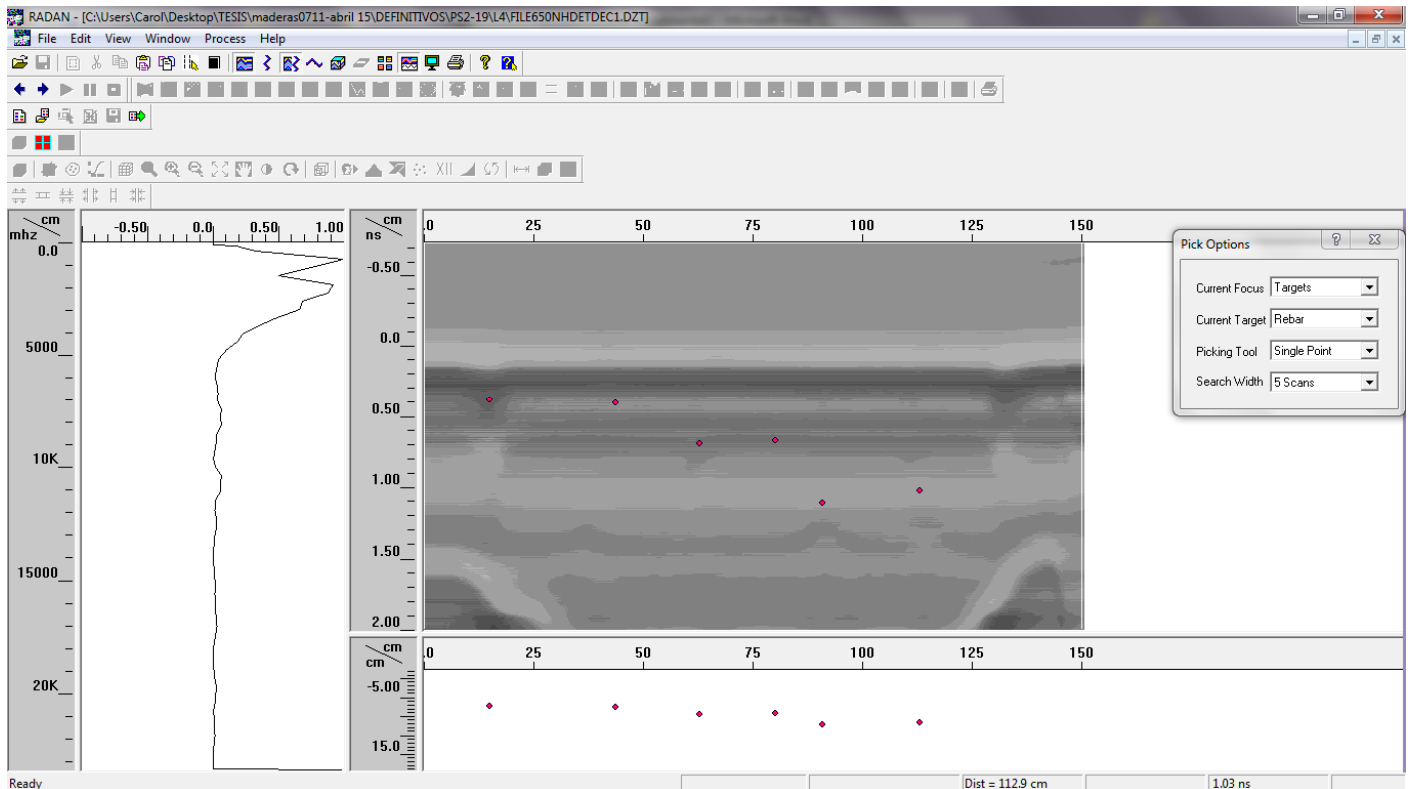 RADAN - [C:\Users\Carol\Desktop\TESIS\maderas0711-abril 15\DEFINITIVOS\PS2-19\L4\FILE650NHDETDEC1.DZT]
File Edit View Window Process Help
cm
mhz
-0.50 0.0 0.50 1.00
0.0
5000
10K
15000
20K
cm
ns
.0 25 50 75 100 125 150
-0.50
0.0
0.50
1.00
1.50
2.00
cm
cm
.0 25 50 75 100 125 150
-5.00
15.0
Pick Options
Current Focus Targets
Current Target Rebar
Picking Tool Single Point
Search Width 5 Scans
Ready Dist = 112.9 cm 1.03 ns